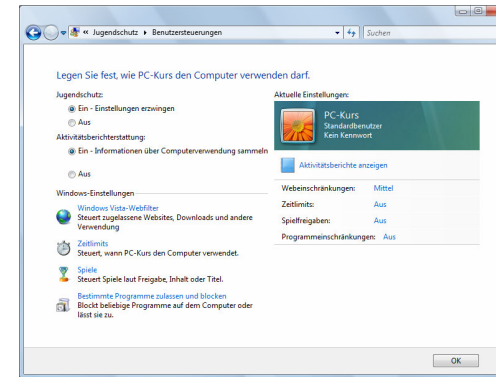 « Jugendschutz ▸ Benutzersteuerungen
Suchen
Legen Sie fest, wie PC-Kurs den Computer verwenden darf.
Jugendschutz:
Ein - Einstellungen erzwingen
Aus
Aktivitätsberichterstattung:
Ein - Informationen über Computerverwendung sammeln
Aus
Windows-Einstellungen
Windows Vista-Webfilter
Steuert zugelassene Websites, Downloads und andere
Verwendung
Zeitlimits
Steuert, wann PC-Kurs den Computer verwendet.
Spiele
Steuert Spiele laut Freigabe, Inhalt oder Titel.
Bestimmte Programme zulassen und blocken
Blockt beliebige Programme auf dem Computer oder
lässt sie zu.
Aktuelle Einstellungen:
PC-Kurs
Standardbenutzer
Kein Kennwort
Aktivitätsberichte anzeigen
Webeinschränkungen: Mittel
Zeitlimits: Aus
Spielfreigaben: Aus
Programmeinschränkungen: Aus
OK